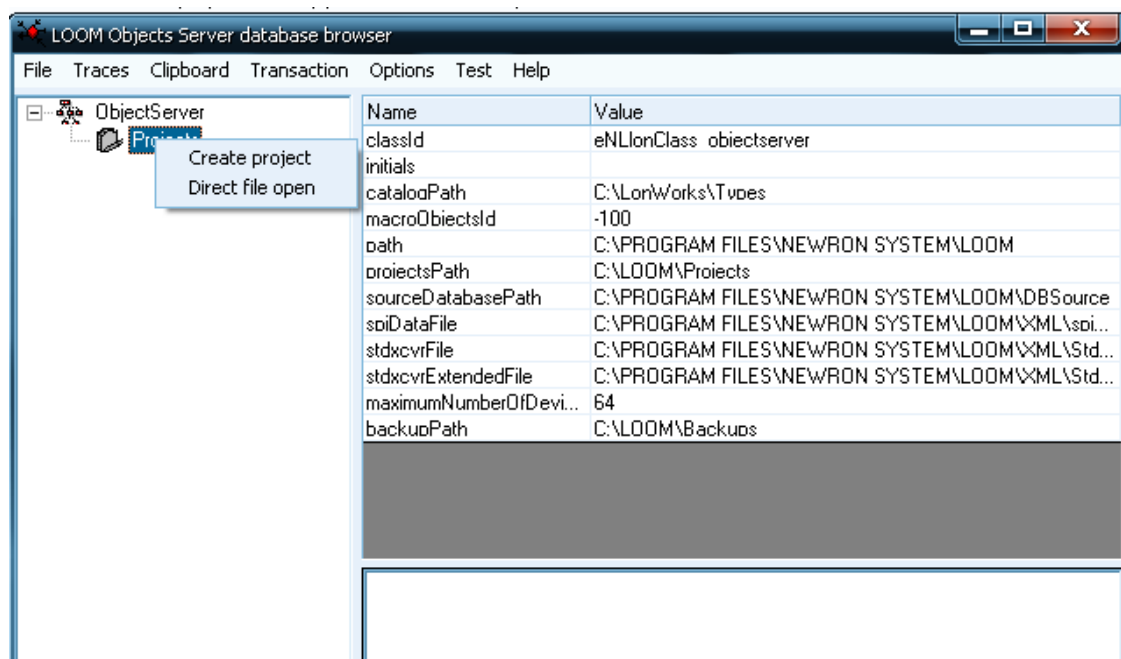 LOOM Objects Server database browser
File Traces Clipboard Transaction Options Test Help
ObjectServer
Projects
Create project
Direct file open
Name Value
classId eNLIonClass_objectserver
initials
catalogPath C:\LonWorks\Types
macroObjectsId -100
path C:\PROGRAM FILES\NEWRON SYSTEM\LOOM
projectsPath C:\LOOM\Projects
sourceDatabasePath C:\PROGRAM FILES\NEWRON SYSTEM\LOOM\DBSource
spiDataFile C:\PROGRAM FILES\NEWRON SYSTEM\LOOM\XML\spi...
stdxcvrFile C:\PROGRAM FILES\NEWRON SYSTEM\LOOM\XML\Std...
stdxcvrExtendedFile C:\PROGRAM FILES\NEWRON SYSTEM\LOOM\XML\Std...
maximumNumberOfDevi... 64
backupPath C:\LOOM\Backups